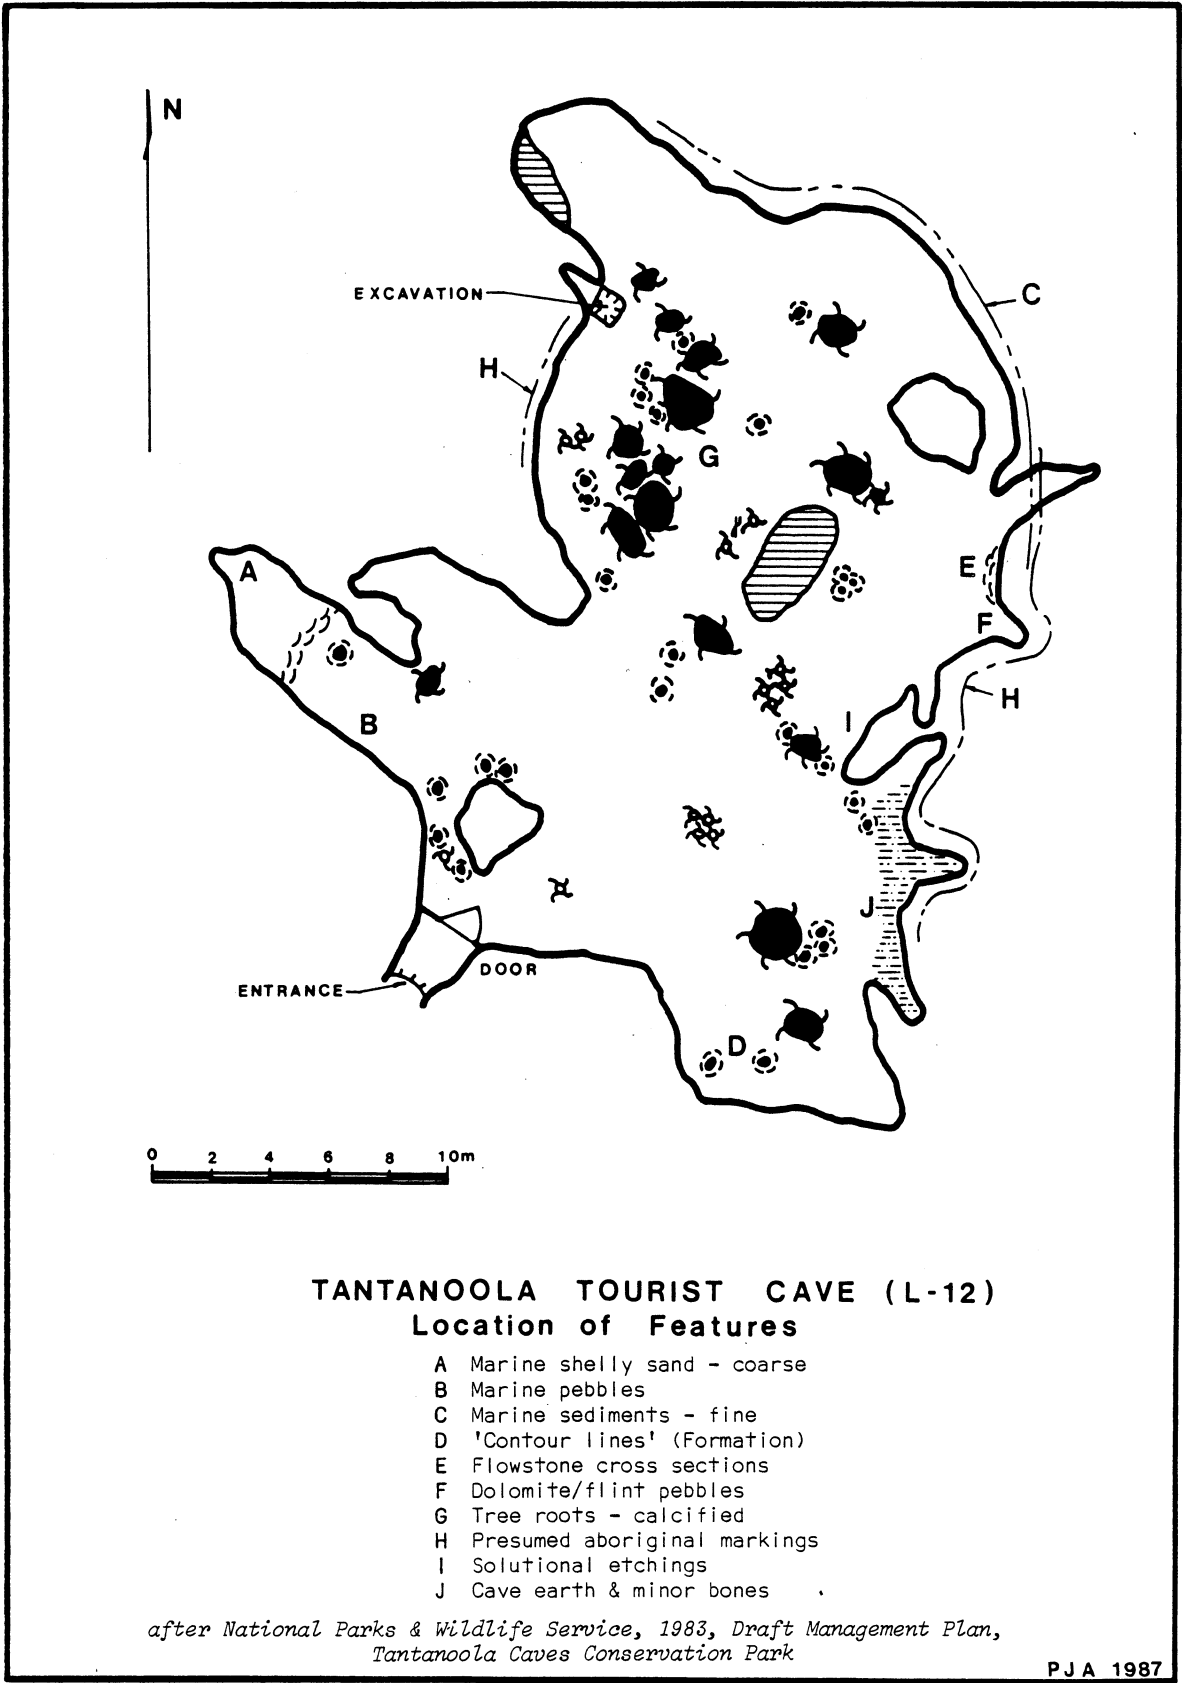 N
EXCAVATION
C
H
G
A
E
F
H
B
I
J
DOOR
ENTRANCE
D
0 2 4 6 8 10m
TANTANOOLA TOURIST CAVE (L-12)
Location of Features
A Marine shelly sand - coarse
B Marine pebbles
C Marine sediments - fine
D 'Contour lines' (Formation)
E Flowstone cross sections
F Dolomite/flint pebbles
G Tree roots - calcified
H Presumed aboriginal markings
I Solutional etchings
J Cave earth & minor bones
after National Parks & Wildlife Service, 1983, Draft Management Plan,
Tantanoola Caves Conservation Park
PJA 1987